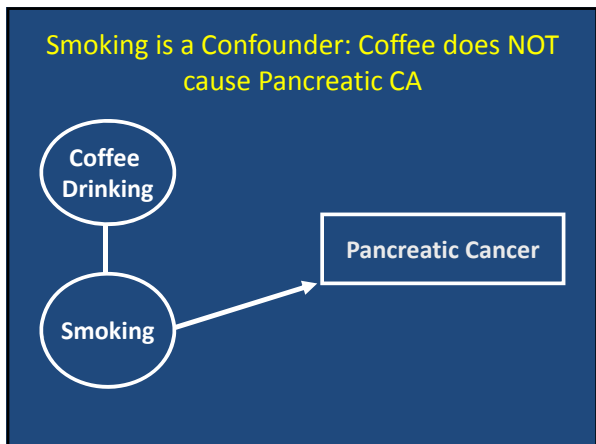 Smoking is a Confounder: Coffee does NOT
cause Pancreatic CA
Coffee
Drinking
Pancreatic Cancer
Smoking